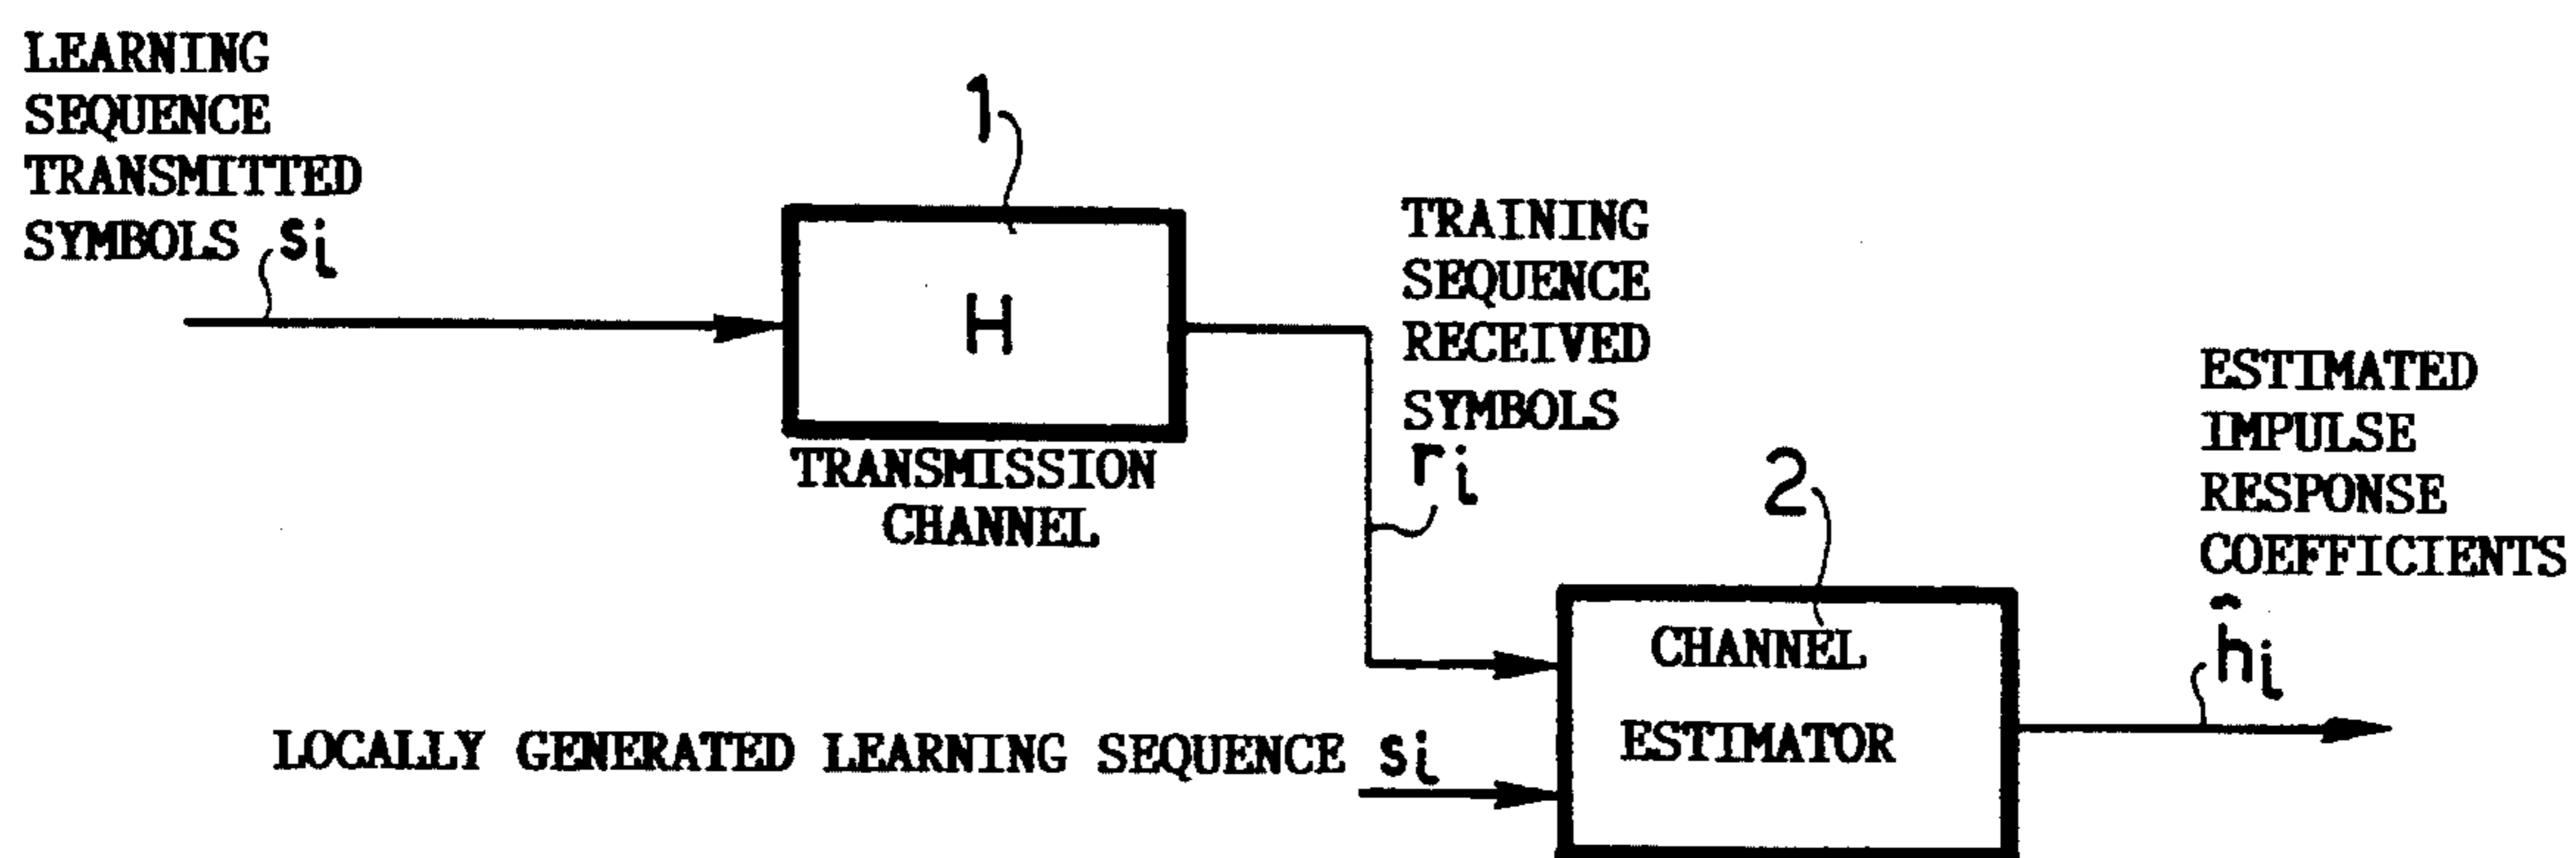 LEARNING
SEQUENCE
TRANSMITTED
SYMBOLS si
1
H
TRANSMISSION
CHANNEL
TRAINING
SEQUENCE
RECEIVED
SYMBOLS
ri
2
CHANNEL
ESTIMATOR
LOCALLY GENERATED LEARNING SEQUENCE si
ESTIMATED
IMPULSE
RESPONSE
COEFFICIENTS
ĥi